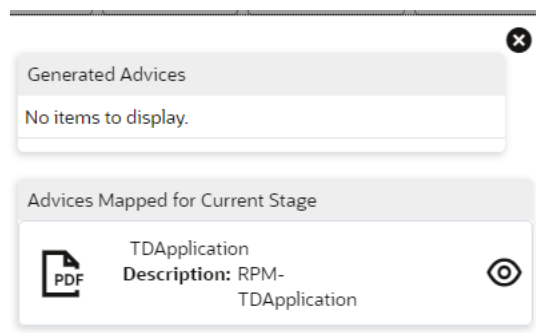 Generated Advices
No items to display.
Advices Mapped for Current Stage
TDApplication
PDF
Description: RPM-
TDApplication